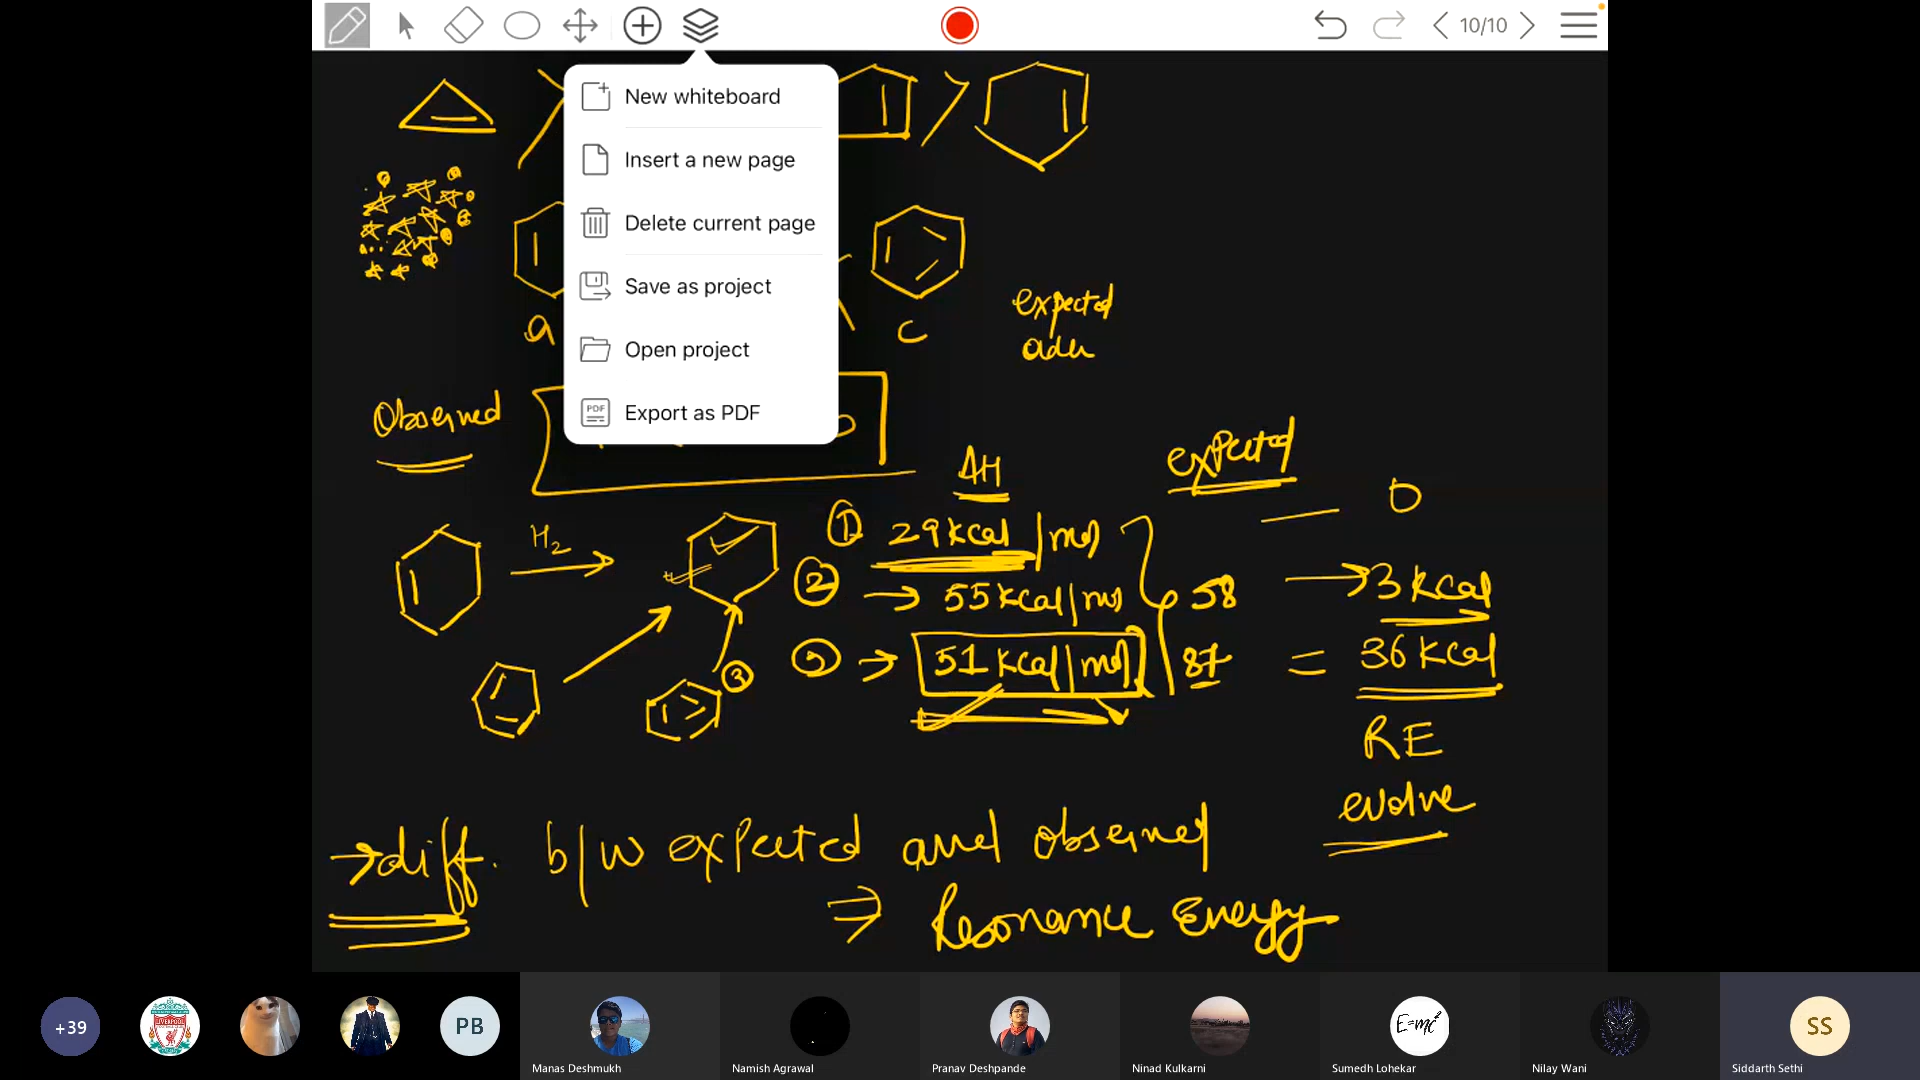 10/10
New whiteboard
Insert a new page
Delete current page
Save as project
Open project
PDF
Export as PDF
a
c
expected
Observed
ΔH
expected
H2
① 29 kcal/mol
0
② → 55 kcal/mol
58
→ 3 kcal
→ 51 kcal/mol
87
= 36 kcal
③
RE
evolve
→ diff. b/w expected and observed
⇒ Resonance Energy
+39
LIVERPOOL
PB
E=mc²
SS
Manas Deshmukh
Namish Agrawal
Pranav Deshpande
Ninad Kulkarni
Sumedh Lohekar
Nilay Wani
Siddarth Sethi